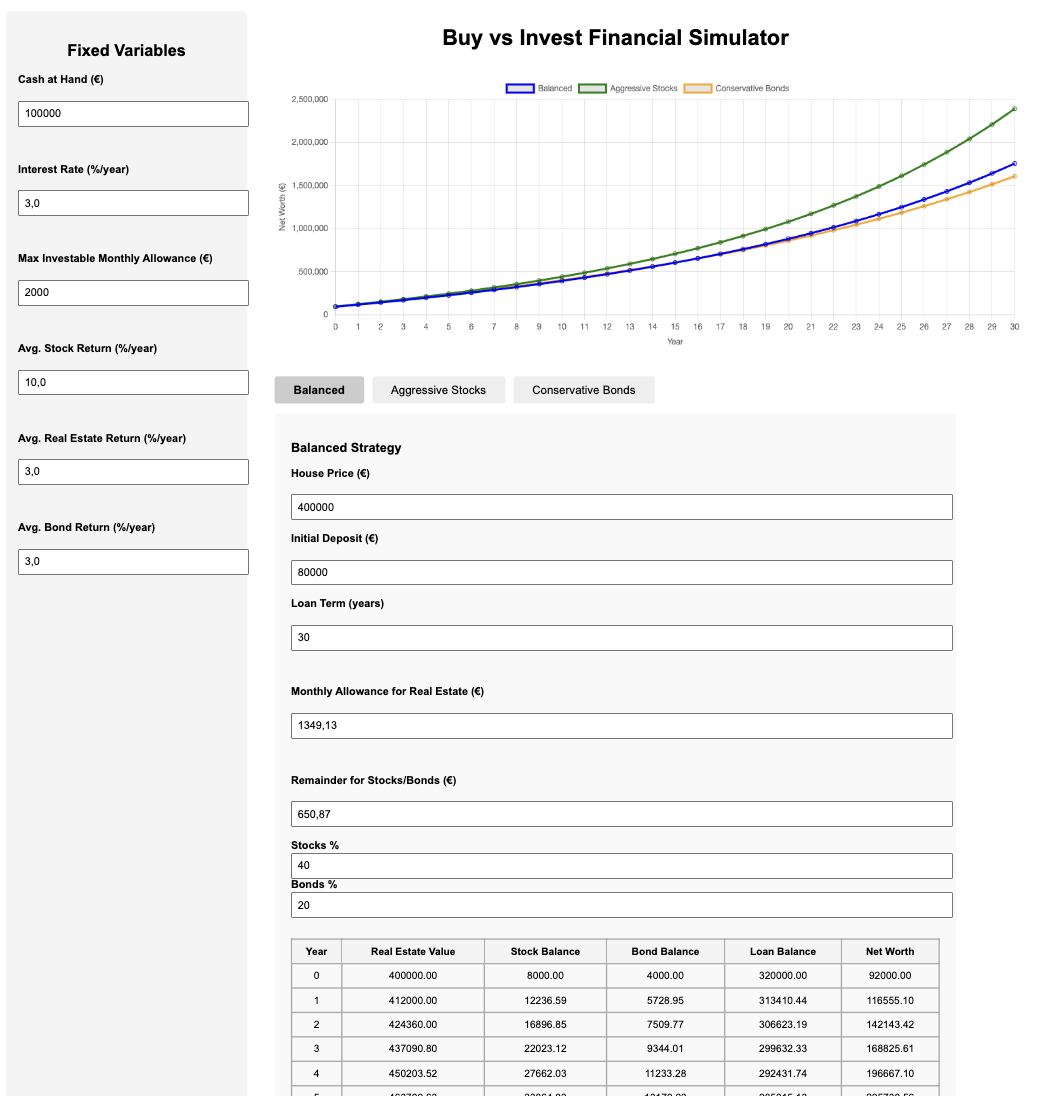 Fixed Variables
Cash at Hand (€)
100000
Interest Rate (%/year)
3,0
Max Investable Monthly Allowance (€)
2000
Avg. Stock Return (%/year)
10,0
Avg. Real Estate Return (%/year)
3,0
Avg. Bond Return (%/year)
3,0
Buy vs Invest Financial Simulator
Balanced Aggressive Stocks Conservative Bonds
2,500,000
2,000,000
1,500,000
1,000,000
500,000
0
Net Worth (€)
0 1 2 3 4 5 6 7 8 9 10 11 12 13 14 15 16 17 18 19 20 21 22 23 24 25 26 27 28 29 30
Year
Balanced Aggressive Stocks Conservative Bonds
Balanced Strategy
House Price (€)
400000
Initial Deposit (€)
80000
Loan Term (years)
30
Monthly Allowance for Real Estate (€)
1349,13
Remainder for Stocks/Bonds (€)
650,87
Stocks %
40
Bonds %
20
Year Real Estate Value Stock Balance Bond Balance Loan Balance Net Worth
0 400000.00 8000.00 4000.00 320000.00 92000.00
1 412000.00 12236.59 5728.95 313410.44 116555.10
2 424360.00 16896.85 7509.77 306623.19 142143.42
3 437090.80 22023.12 9344.01 299632.33 168825.61
4 450203.52 27662.03 11233.28 292431.74 196667.10